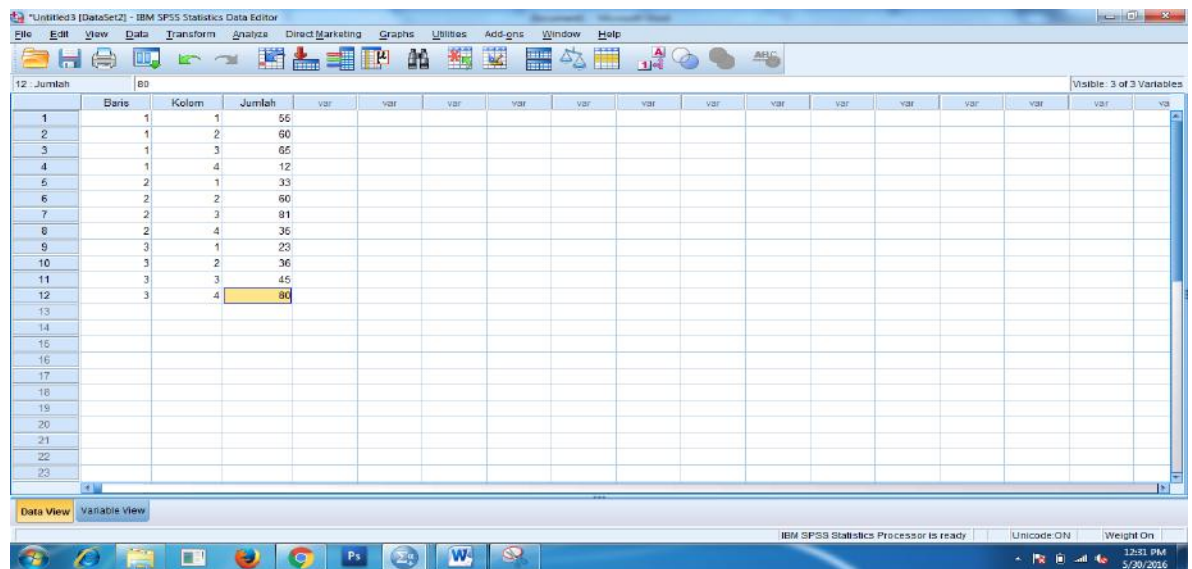 *Untitled3 [DataSet2] - IBM SPSS Statistics Data Editor
File Edit View Data Transform Analyze Direct Marketing Graphs Utilities Add-ons Window Help
12 : Jumlah 80 Visible: 3 of 3 Variables
Baris Kolom Jumlah var var var var var var var var var var var var va
1 1 1 55
2 1 2 60
3 1 3 65
4 1 4 12
5 2 1 33
6 2 2 60
7 2 3 81
8 2 4 35
9 3 1 23
10 3 2 36
11 3 3 45
12 3 4 80
13
14
15
16
17
18
19
20
21
22
23
Data View Variable View
IBM SPSS Statistics Processor is ready Unicode:ON Weight On
Ps W 12:31 PM
5/30/2016